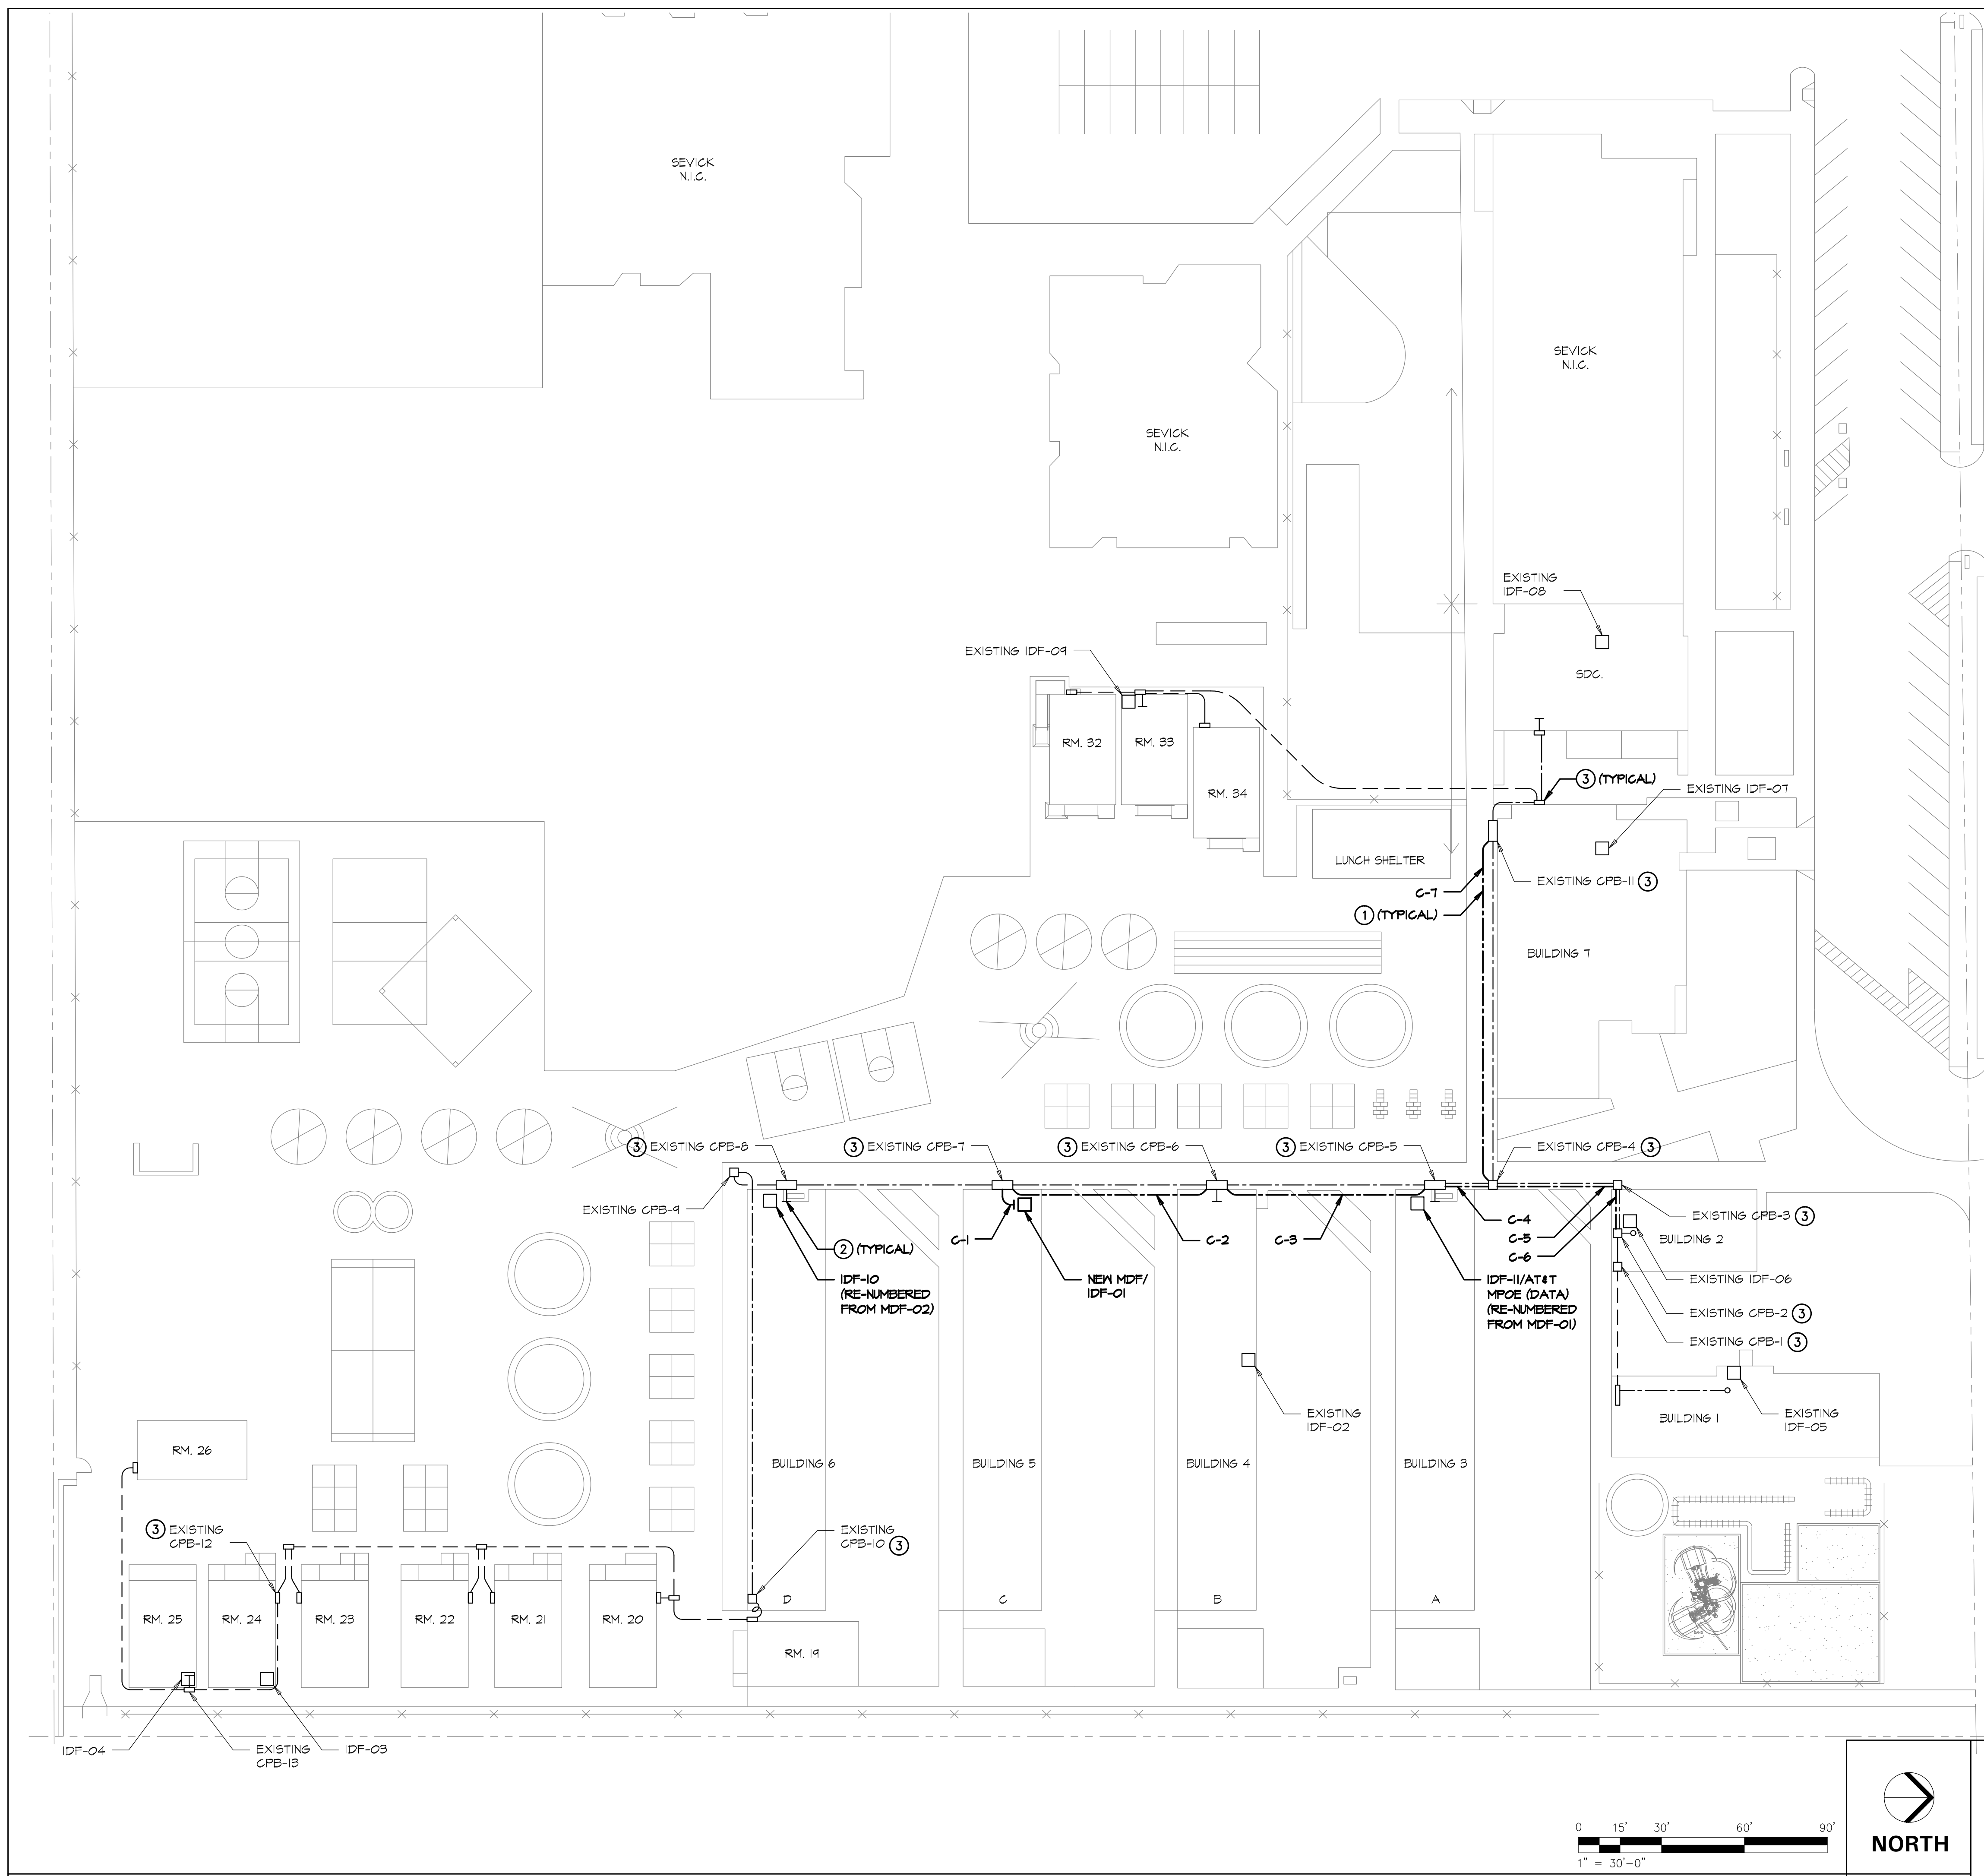 SEVICK
N.I.C.
SEVICK
N.I.C.
SEVICK
N.I.C.
EXISTING
IDF-08
EXISTING IDF-09
SDC.
RM. 32
RM. 33
RM. 34
3 (TYPICAL)
EXISTING IDF-07
LUNCH SHELTER
C-7
EXISTING CPB-11 3
1 (TYPICAL)
BUILDING 7
3 EXISTING CPB-8
3 EXISTING CPB-7
3 EXISTING CPB-6
3 EXISTING CPB-5
EXISTING CPB-4 3
EXISTING CPB-9
C-1
2 (TYPICAL)
C-2
C-3
C-4
C-5
C-6
EXISTING CPB-3 3
BUILDING 2
IDF-10
(RE-NUMBERED
FROM MDF-02)
NEW MDF/
IDF-01
IDF-11/AT&T
MPOE (DATA)
(RE-NUMBERED
FROM MDF-01)
EXISTING IDF-06
EXISTING CPB-2 3
EXISTING CPB-1 3
EXISTING
IDF-02
BUILDING 1
EXISTING
IDF-05
RM. 26
BUILDING 6
BUILDING 5
BUILDING 4
BUILDING 3
3 EXISTING
CPB-12
EXISTING
CPB-10 3
D
C
B
A
RM. 25
RM. 24
RM. 23
RM. 22
RM. 21
RM. 20
RM. 19
IDF-04
EXISTING
CPB-13
IDF-03
0 15' 30' 60' 90'
1" = 30'-0"
NORTH